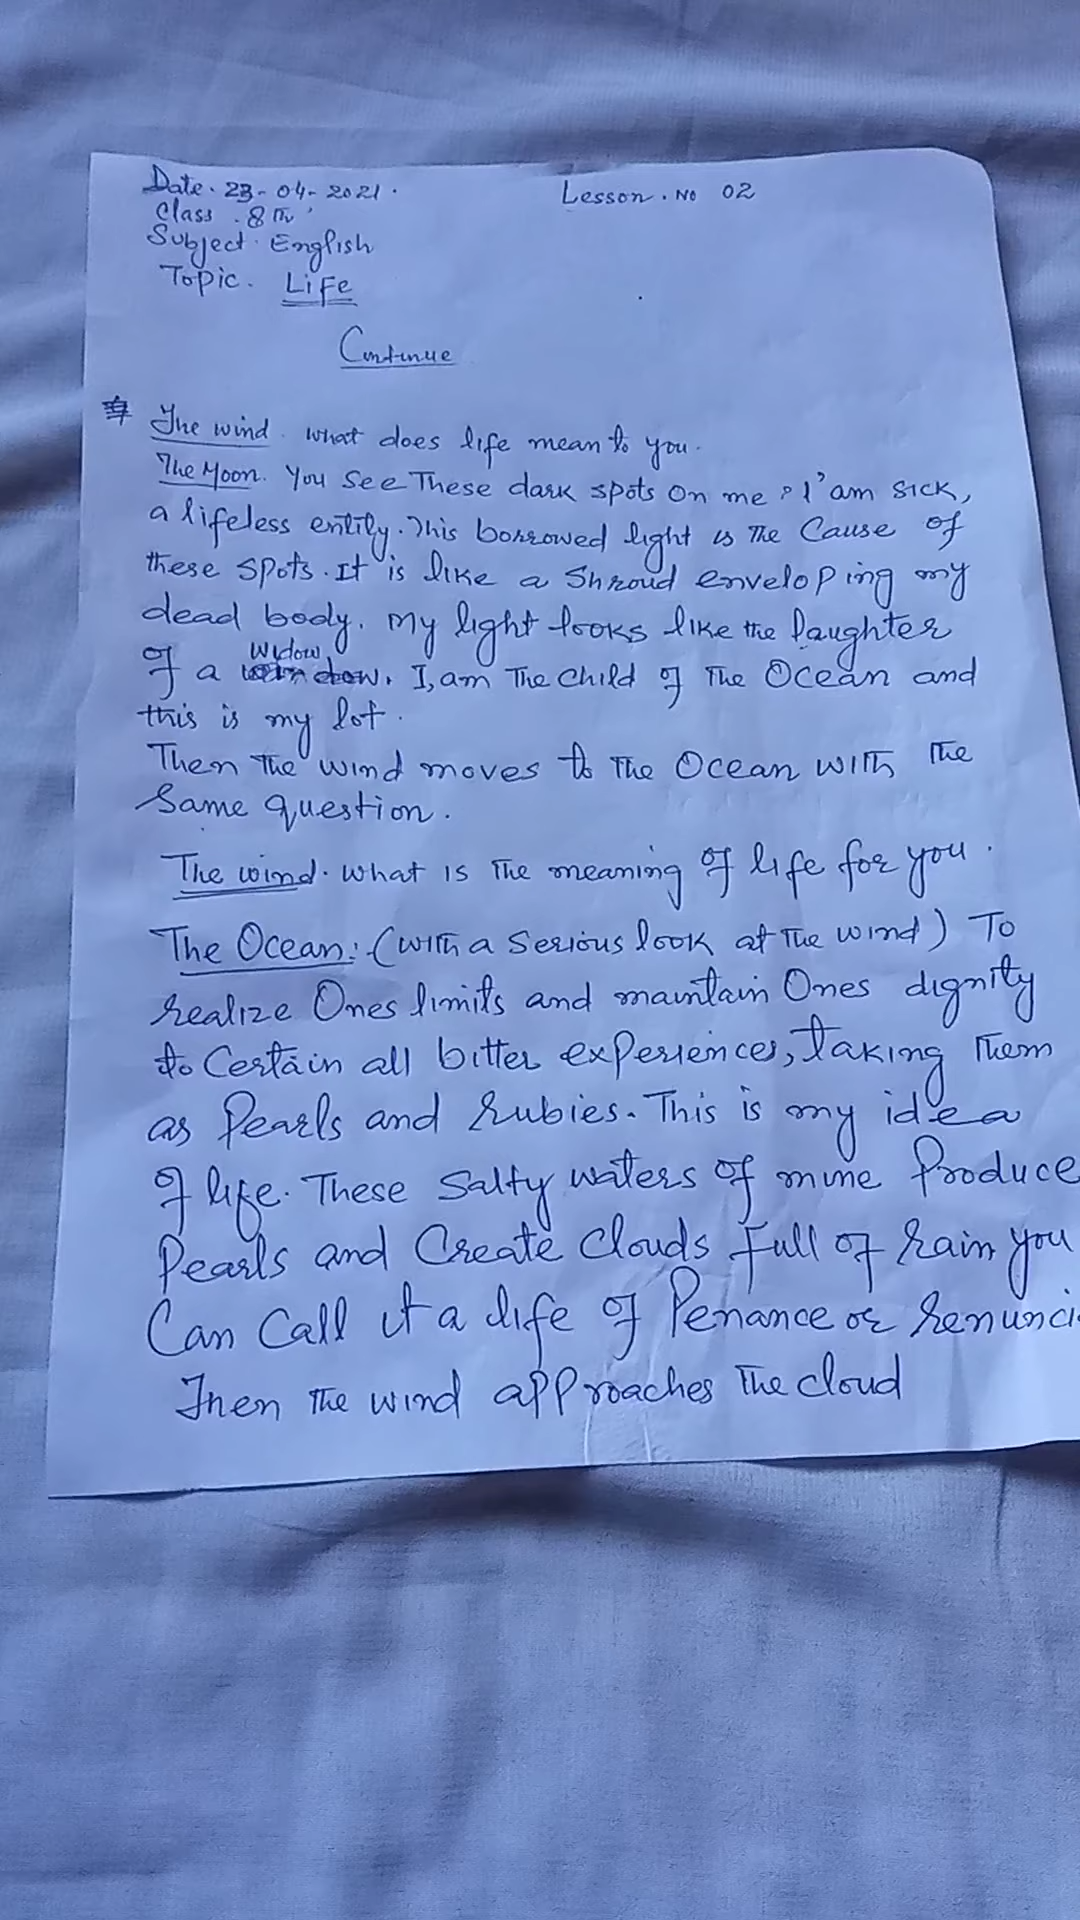 Date. 23-04-2021.
Lesson. No 02
Class. 8th
Subject. English
Topic. Life
Continue
The wind. What does life mean to you.
The Moon. You see These dark spots on me ? I'am sick,
a lifeless entity. This borrowed light is The Cause of
these spots. It is like a Shroud enveloping my
dead body. My light looks like the laughter
of a widow. I, am The child of The Ocean and
this is my lot.
Then The wind moves to The Ocean with The
Same question.
The wind. What is The meaning of life for you.
The Ocean: (with a Serious look at The wind) To
realize Ones limits and maintain Ones dignity
to Certain all bitter experiences, taking Them
as Pearls and Rubies. This is my idea
of life. These Salty waters of mine Produce
Pearls and Create Clouds full of Rain you
Can Call it a life of Penance or Renunci
Then The wind approaches The cloud